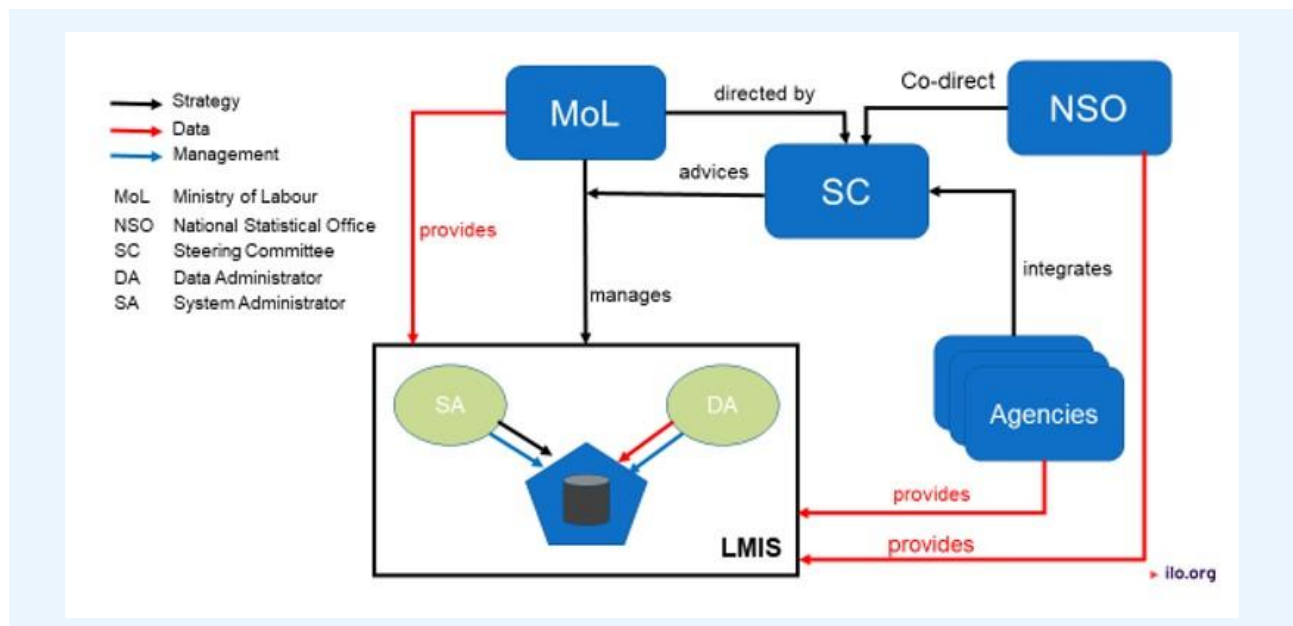 Strategy
Data
Management
MoL Ministry of Labour
NSO National Statistical Office
SC Steering Committee
DA Data Administrator
SA System Administrator
MoL
directed by
Co-direct
NSO
advices
SC
provides
manages
integrates
SA
DA
Agencies
provides
LMIS
provides
ilo.org